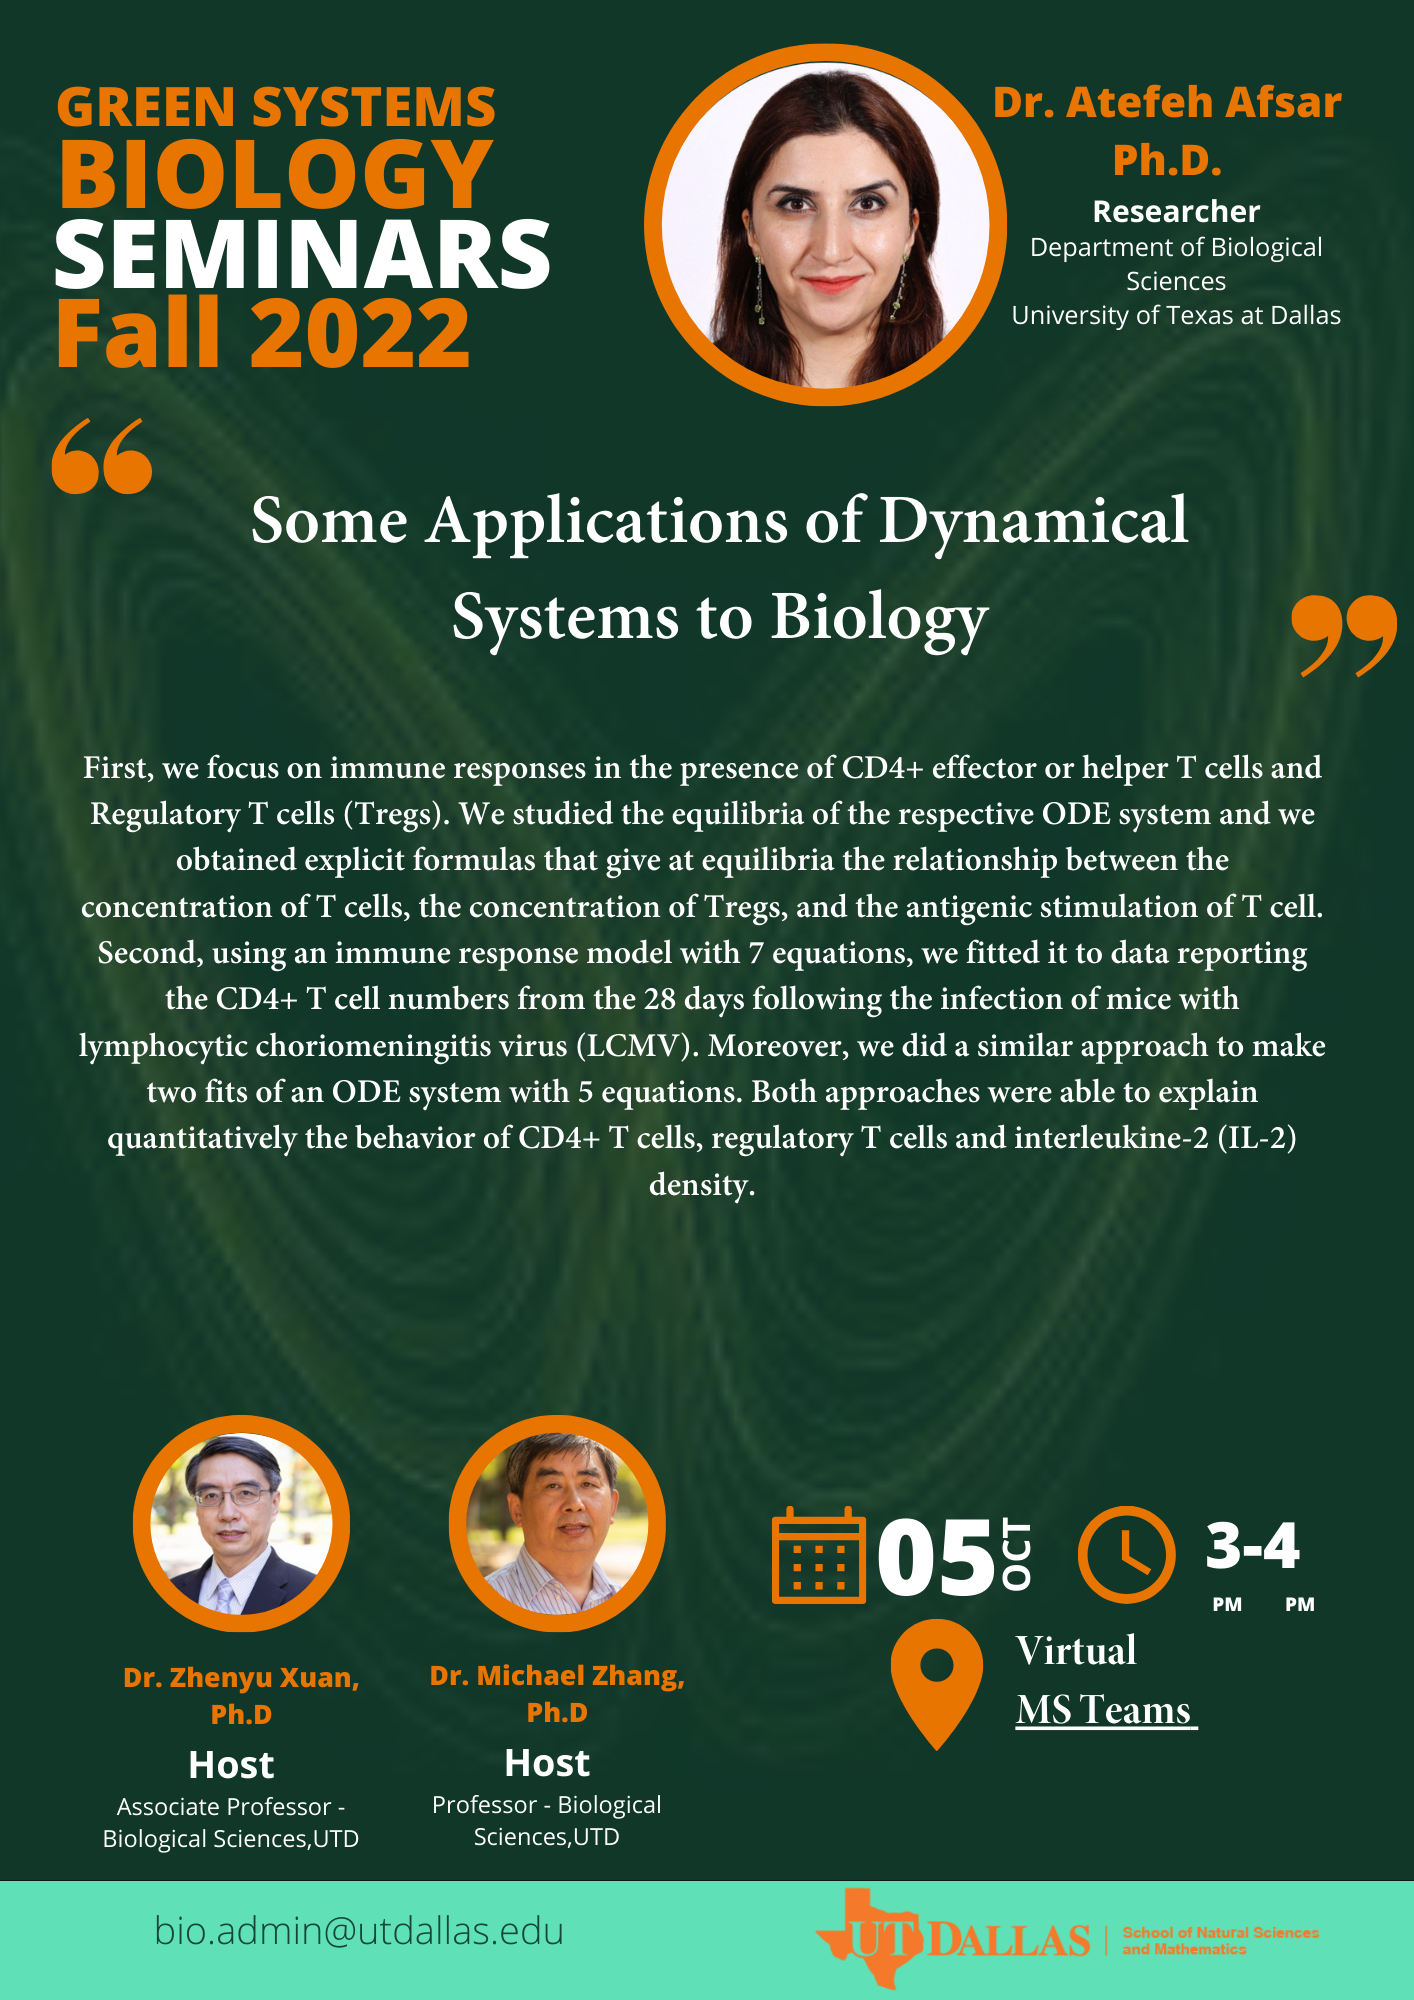 GREEN SYSTEMS
BIOLOGY
SEMINARS
Fall 2022
Dr. Atefeh Afsar
Ph.D.
Researcher
Department of Biological
Sciences
University of Texas at Dallas
“
Some Applications of Dynamical
Systems to Biology
”
First, we focus on immune responses in the presence of CD4+ effector or helper T cells and
Regulatory T cells (Tregs). We studied the equilibria of the respective ODE system and we
obtained explicit formulas that give at equilibria the relationship between the
concentration of T cells, the concentration of Tregs, and the antigenic stimulation of T cell.
Second, using an immune response model with 7 equations, we fitted it to data reporting
the CD4+ T cell numbers from the 28 days following the infection of mice with
lymphocytic choriomeningitis virus (LCMV). Moreover, we did a similar approach to make
two fits of an ODE system with 5 equations. Both approaches were able to explain
quantitatively the behavior of CD4+ T cells, regulatory T cells and interleukine-2 (IL-2)
density.
Dr. Zhenyu Xuan,
Ph.D
Host
Associate Professor -
Biological Sciences,UTD
Dr. Michael Zhang,
Ph.D
Host
Professor - Biological
Sciences,UTD
05 OCT
3-4
PM PM
Virtual
MS Teams
bio.admin@utdallas.edu
UT DALLAS
School of Natural Sciences
and Mathematics